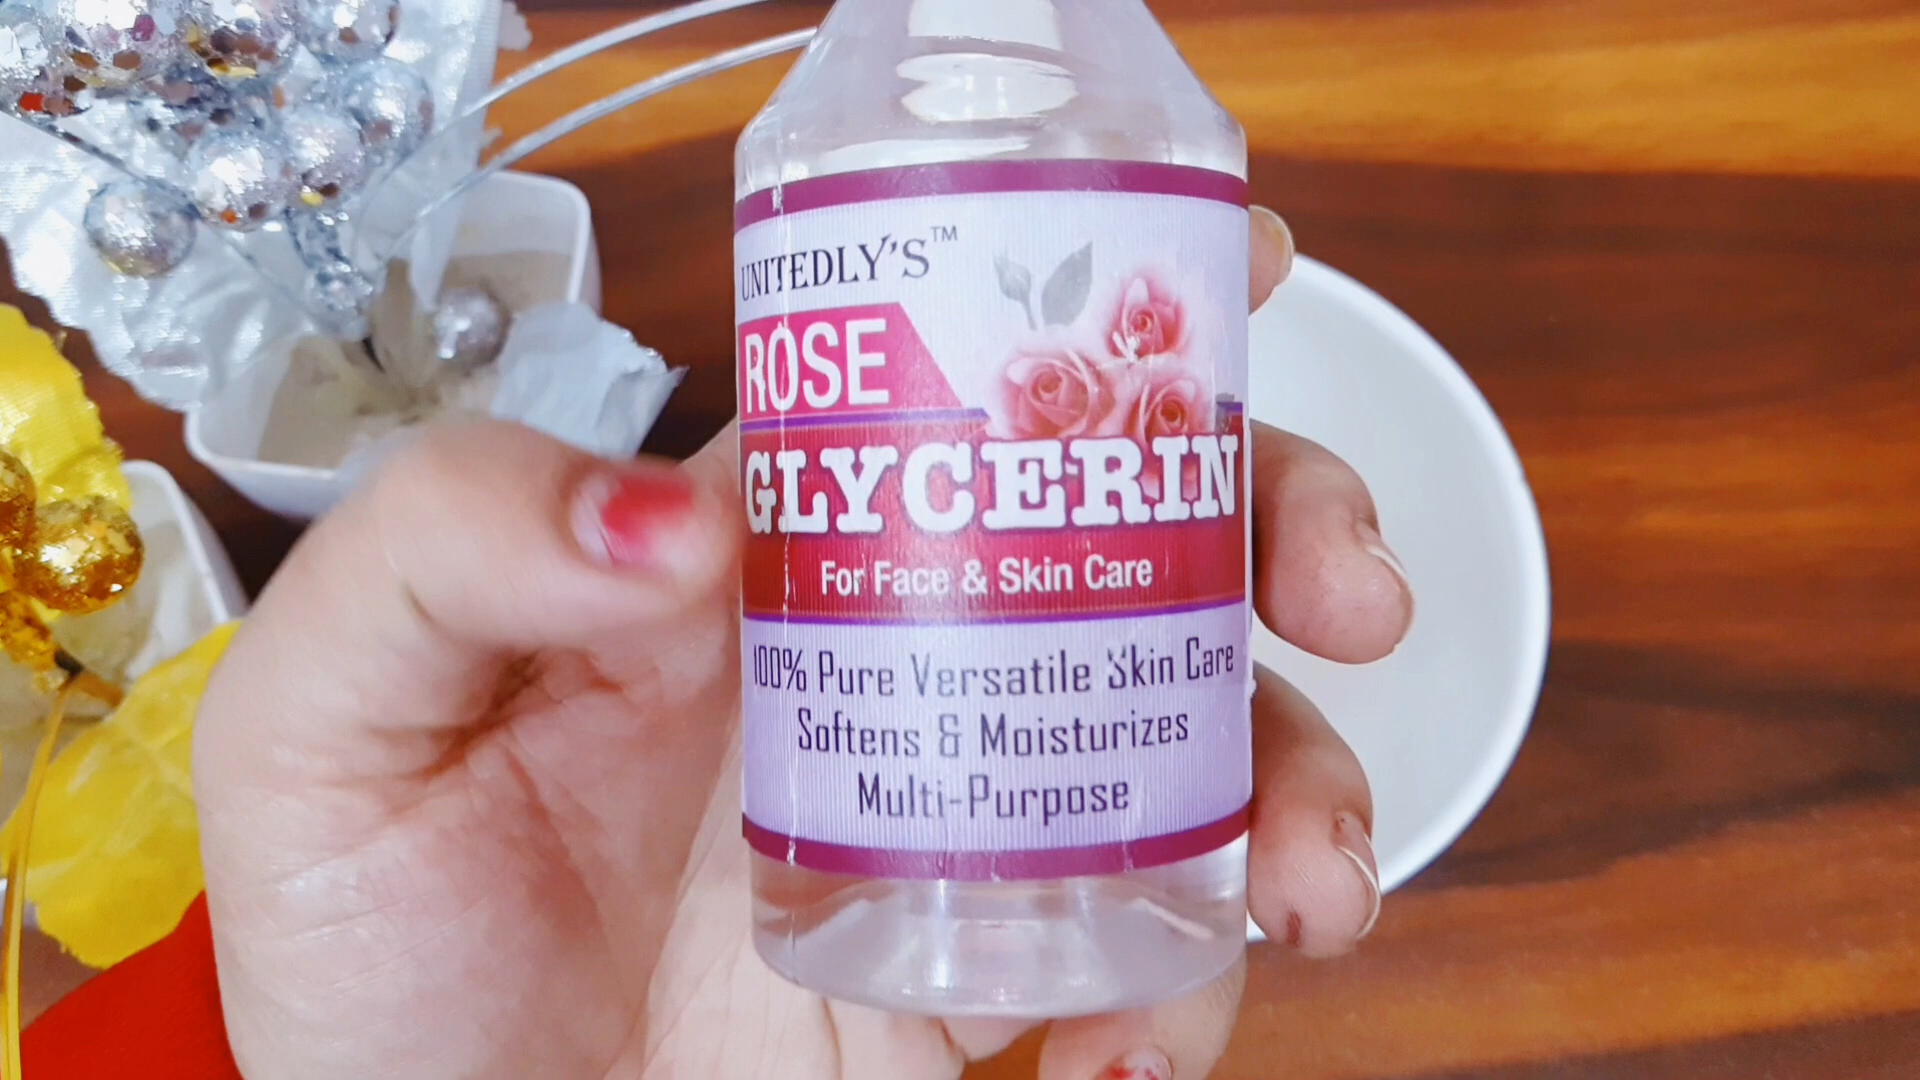 UNITEDLY'S™
ROSE
GLYCERIN
For Face & Skin Care
100% Pure Versatile Skin Care
Softens & Moisturizes
Multi-Purpose